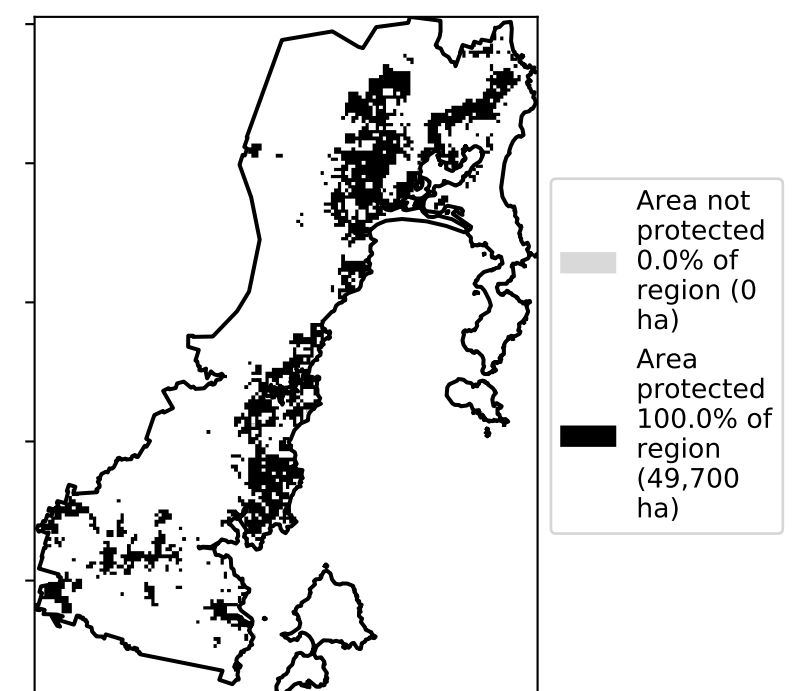 Area not
protected
0.0% of
region (0
ha)
Area
protected
100.0% of
region
(49,700
ha)